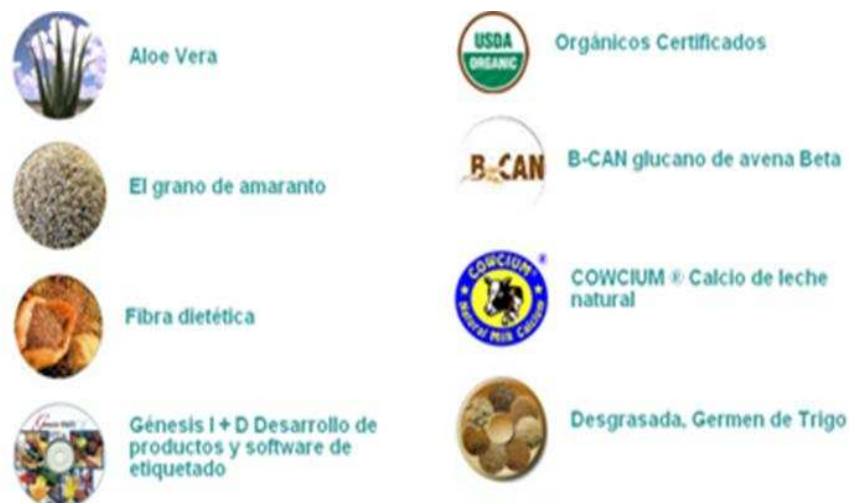 Aloe Vera
El grano de amaranto
Fibra dietética
Génesis I + D Desarrollo de
productos y software de
etiquetado
USDA
ORGANIC
Orgánicos Certificados
B-CAN
B-CAN glucano de avena Beta
COWCIUM ®
Natural Milk Calcium
COWCIUM ® Calcio de leche
natural
Desgrasada, Germen de Trigo